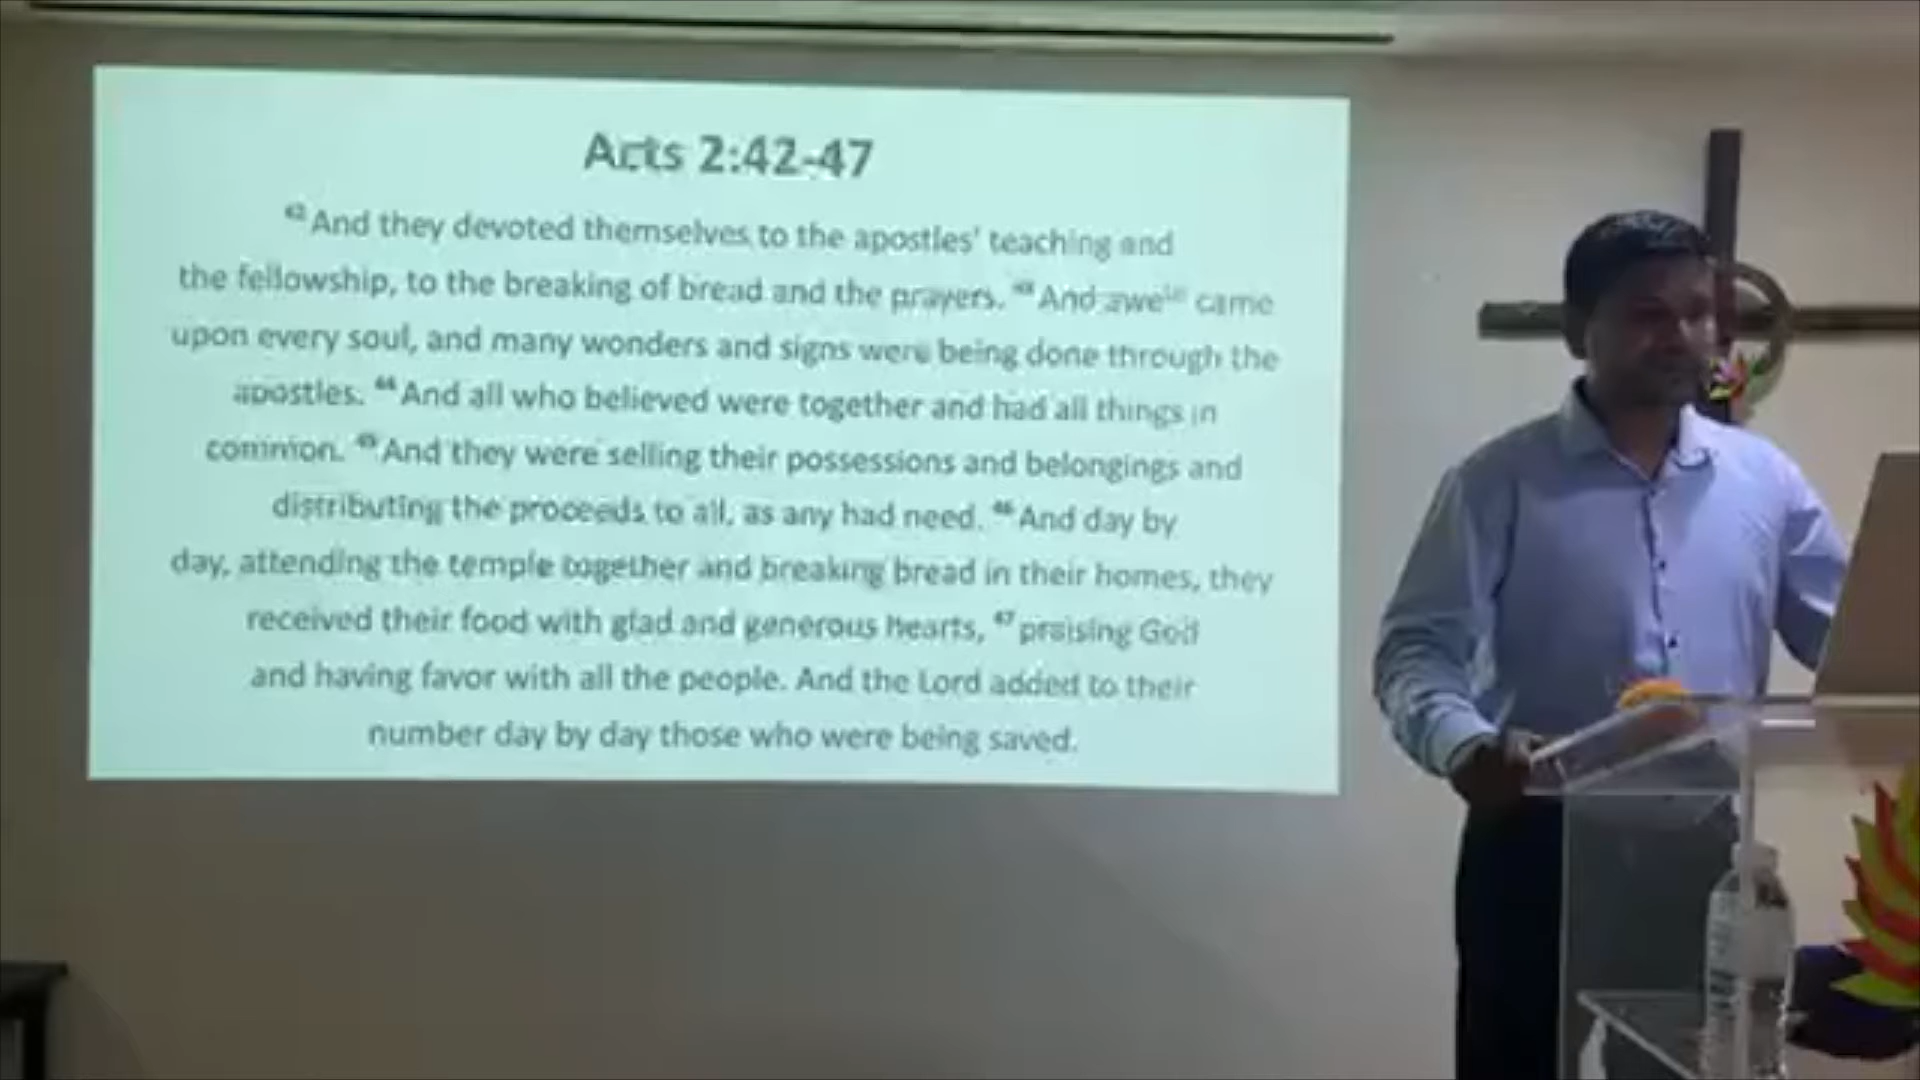 Acts 2:42-47
42 And they devoted themselves to the apostles' teaching and
the fellowship, to the breaking of bread and the prayers. 43 And awe came
upon every soul, and many wonders and signs were being done through the
apostles. 44 And all who believed were together and had all things in
common. 45 And they were selling their possessions and belongings and
distributing the proceeds to all, as any had need. 46 And day by
day, attending the temple together and breaking bread in their homes, they
received their food with glad and generous hearts, 47 praising God
and having favor with all the people. And the Lord added to their
number day by day those who were being saved.